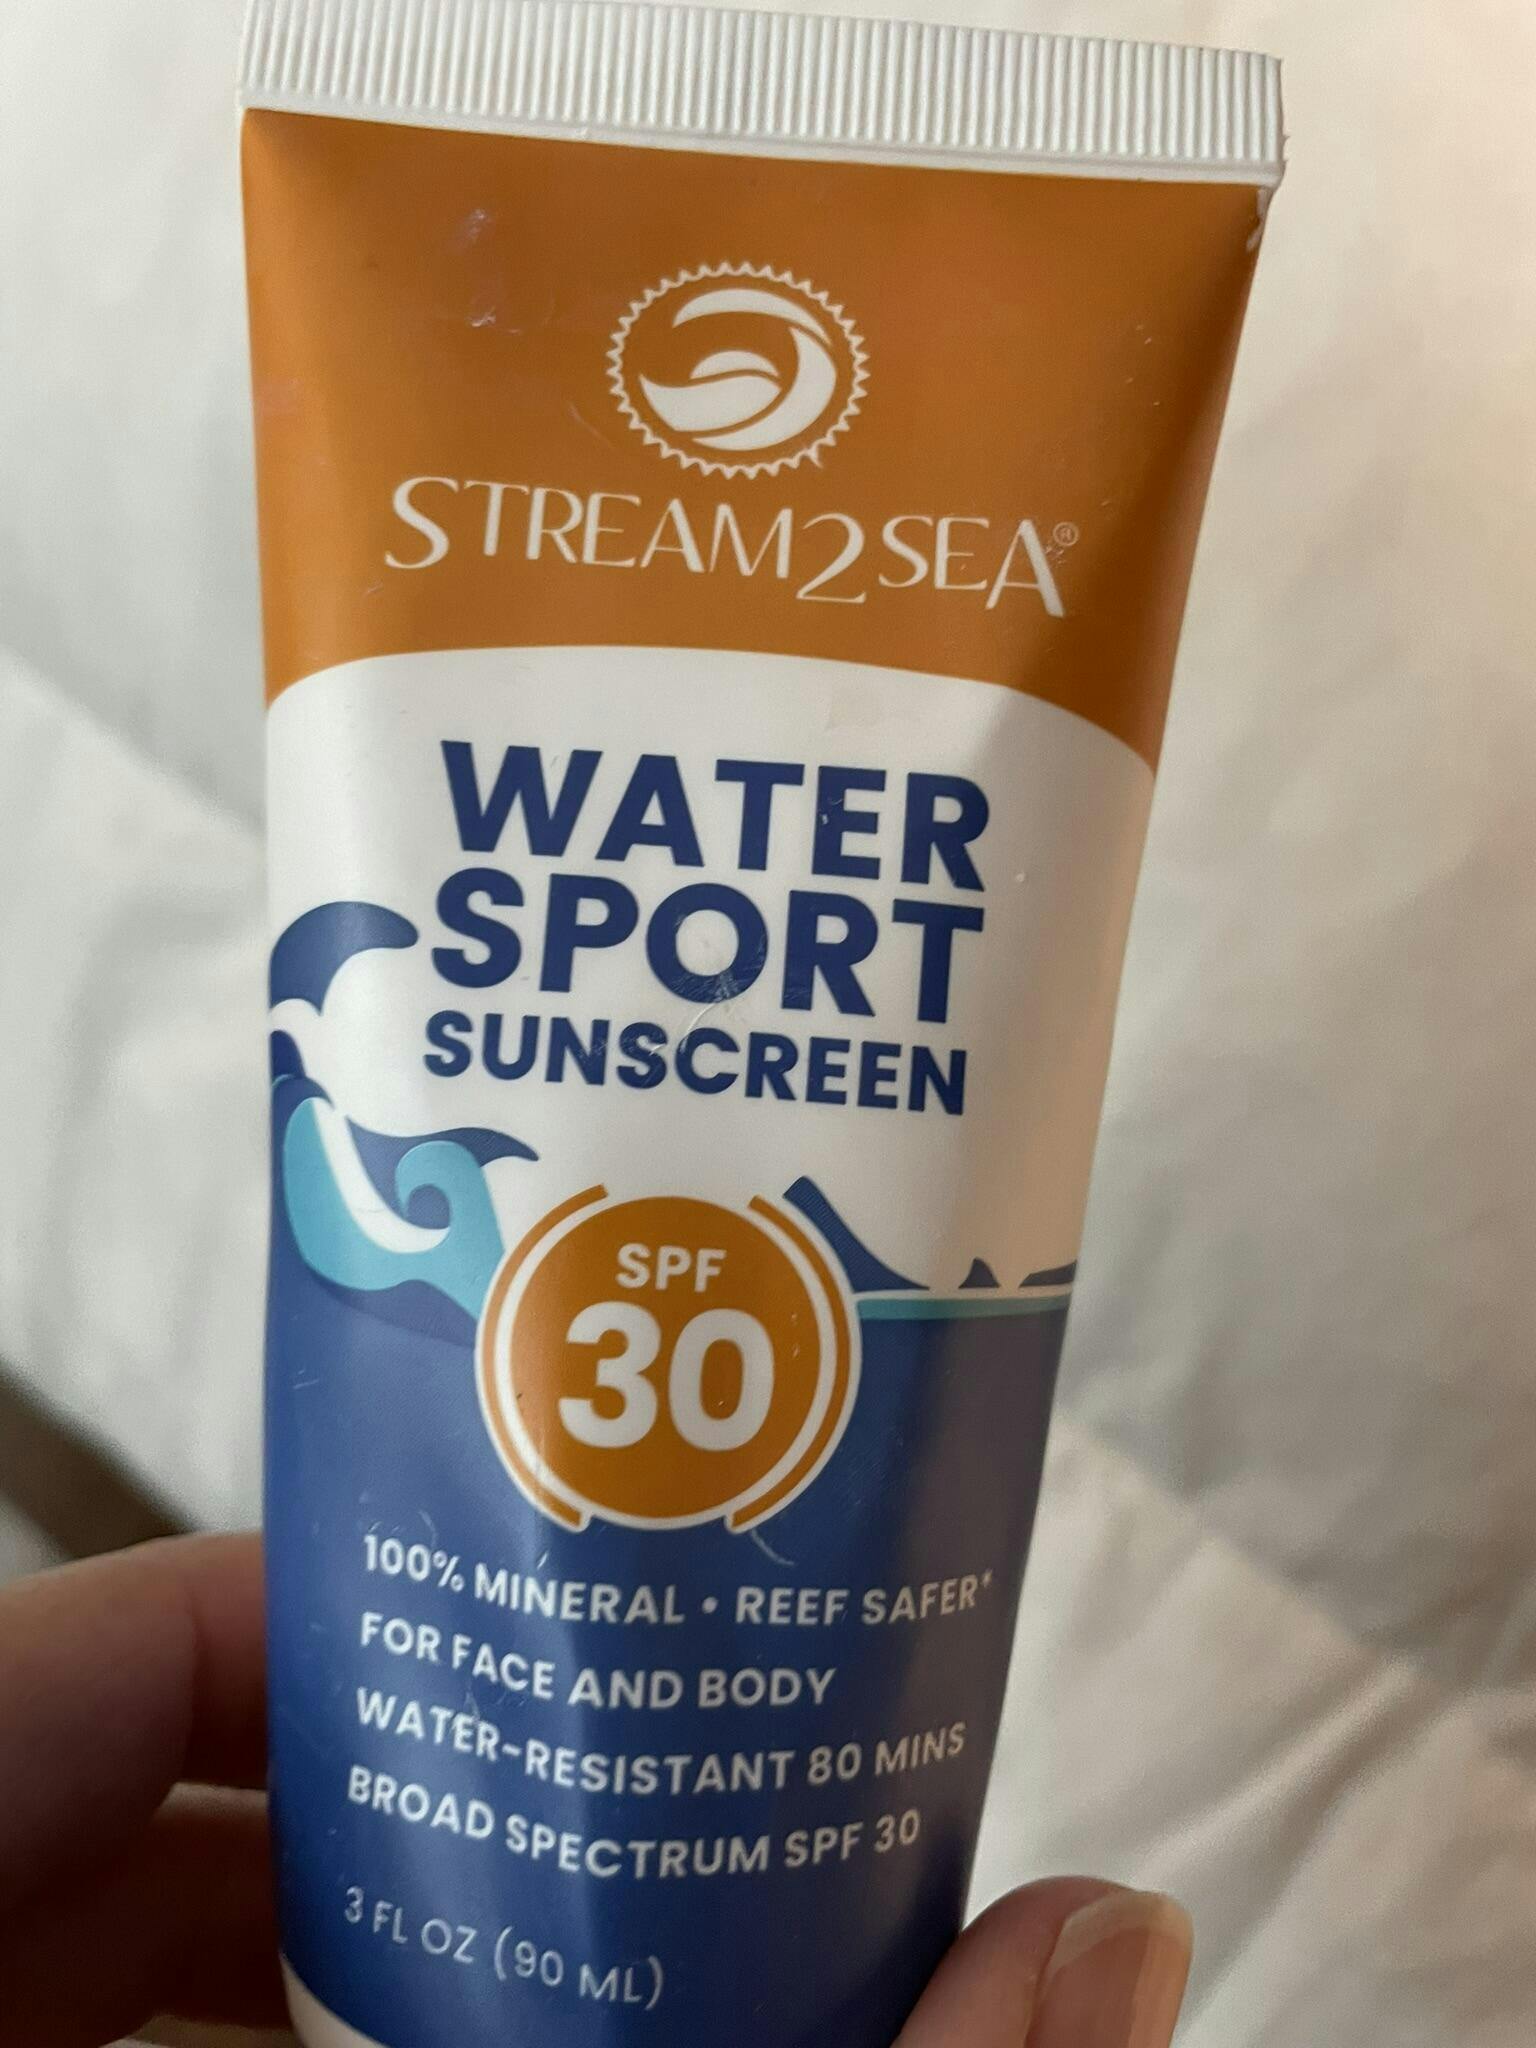 STREAM2SEA®
WATER
SPORT
SUNSCREEN
SPF
30
100% MINERAL • REEF SAFER*
FOR FACE AND BODY
WATER-RESISTANT 80 MINS
BROAD SPECTRUM SPF 30
3 FL OZ (90 ML)